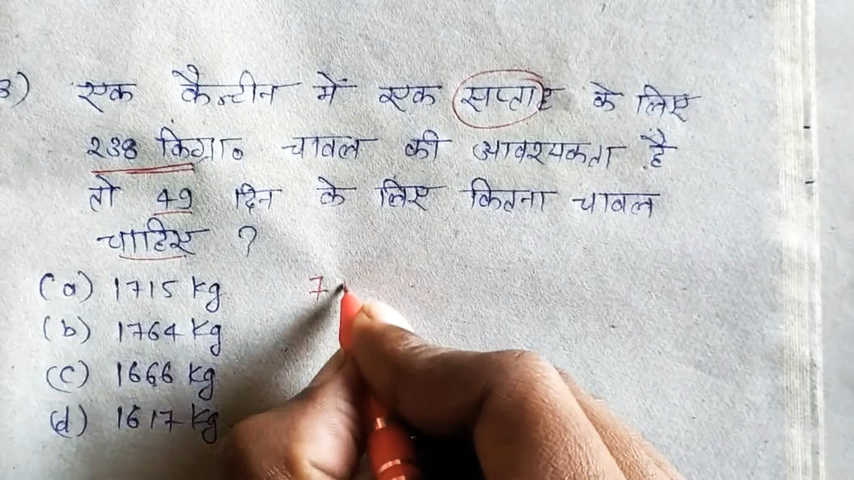 3) एक कैन्टीन में एक सप्ताह के लिए
238 किग्रा० चावल की आवश्यकता है
तो 49 दिन के लिए कितना चावल
चाहिए ?
(a) 1715 kg
7
(b) 1764 kg
(c) 1666 kg
(d) 1617 kg